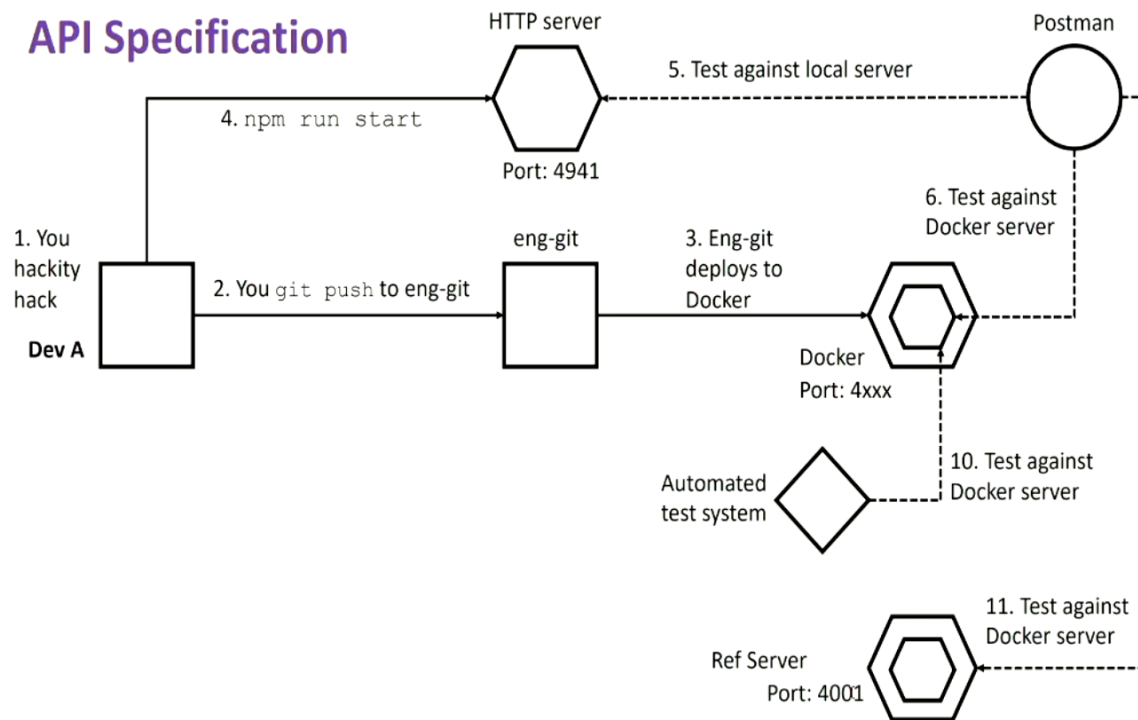 API Specification
HTTP server
Postman
5. Test against local server
4. npm run start
Port: 4941
6. Test against
Docker server
1. You
hackity
hack
eng-git
3. Eng-git
deploys to
Docker
2. You git push to eng-git
Dev A
Docker
Port: 4xxx
Automated
test system
10. Test against
Docker server
11. Test against
Docker server
Ref Server
Port: 4001